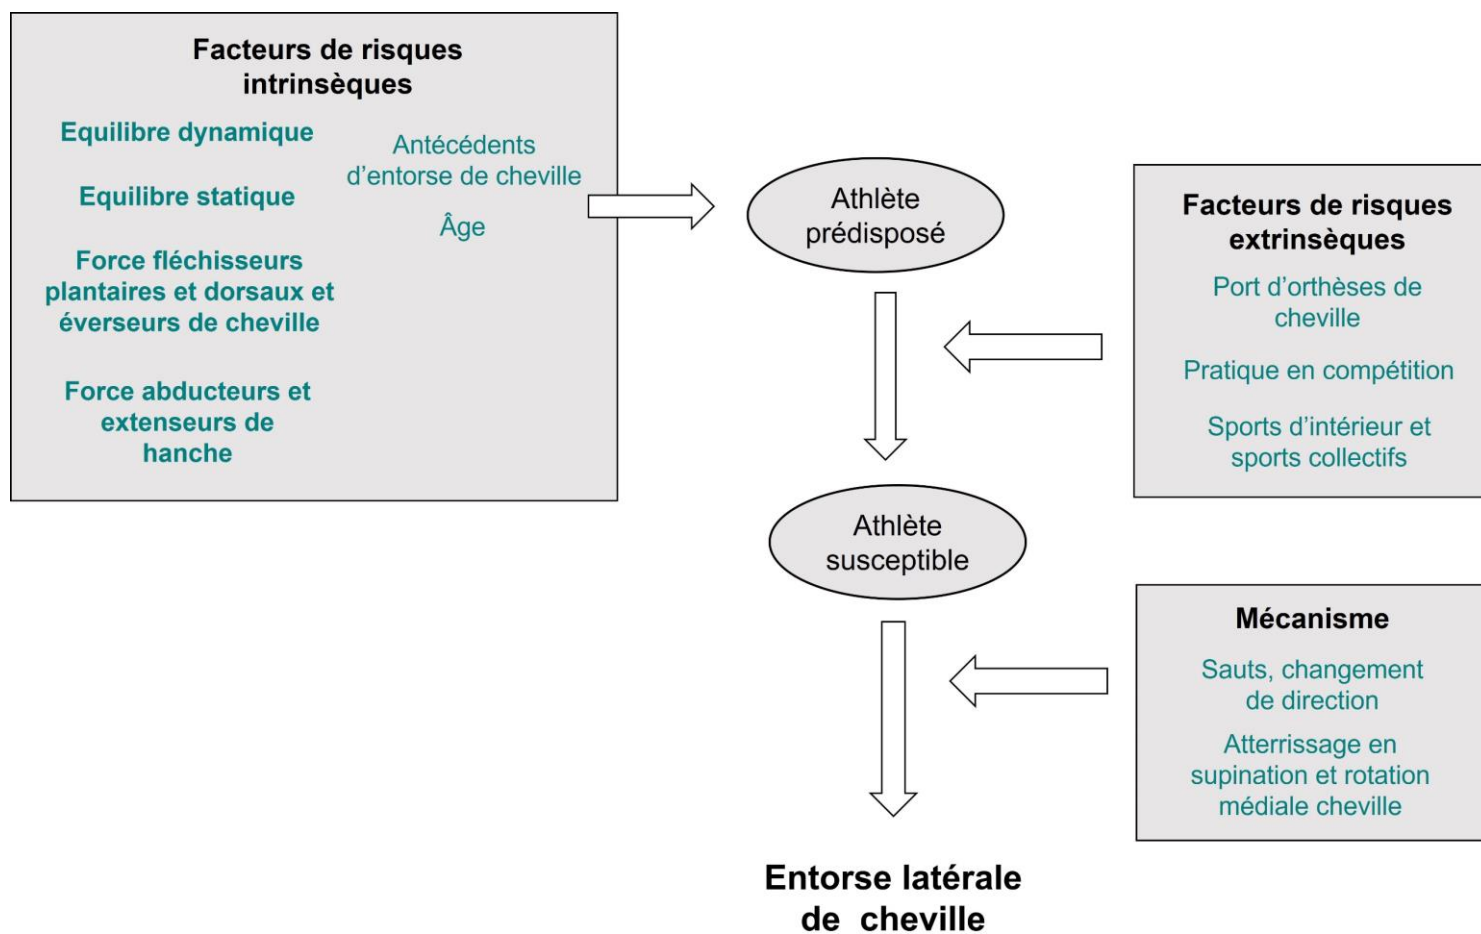 Facteurs de risques
intrinsèques
Equilibre dynamique
Equilibre statique
Force fléchisseurs
plantaires et dorsaux et
éverseurs de cheville
Force abducteurs et
extenseurs de
hanche
Antécédents
d’entorse de cheville
Âge
Athlète
prédisposé
Facteurs de risques
extrinsèques
Port d’orthèses de
cheville
Pratique en compétition
Sports d’intérieur et
sports collectifs
Athlète
susceptible
Mécanisme
Sauts, changement
de direction
Atterrissage en
supination et rotation
médiale cheville
Entorse latérale
de cheville